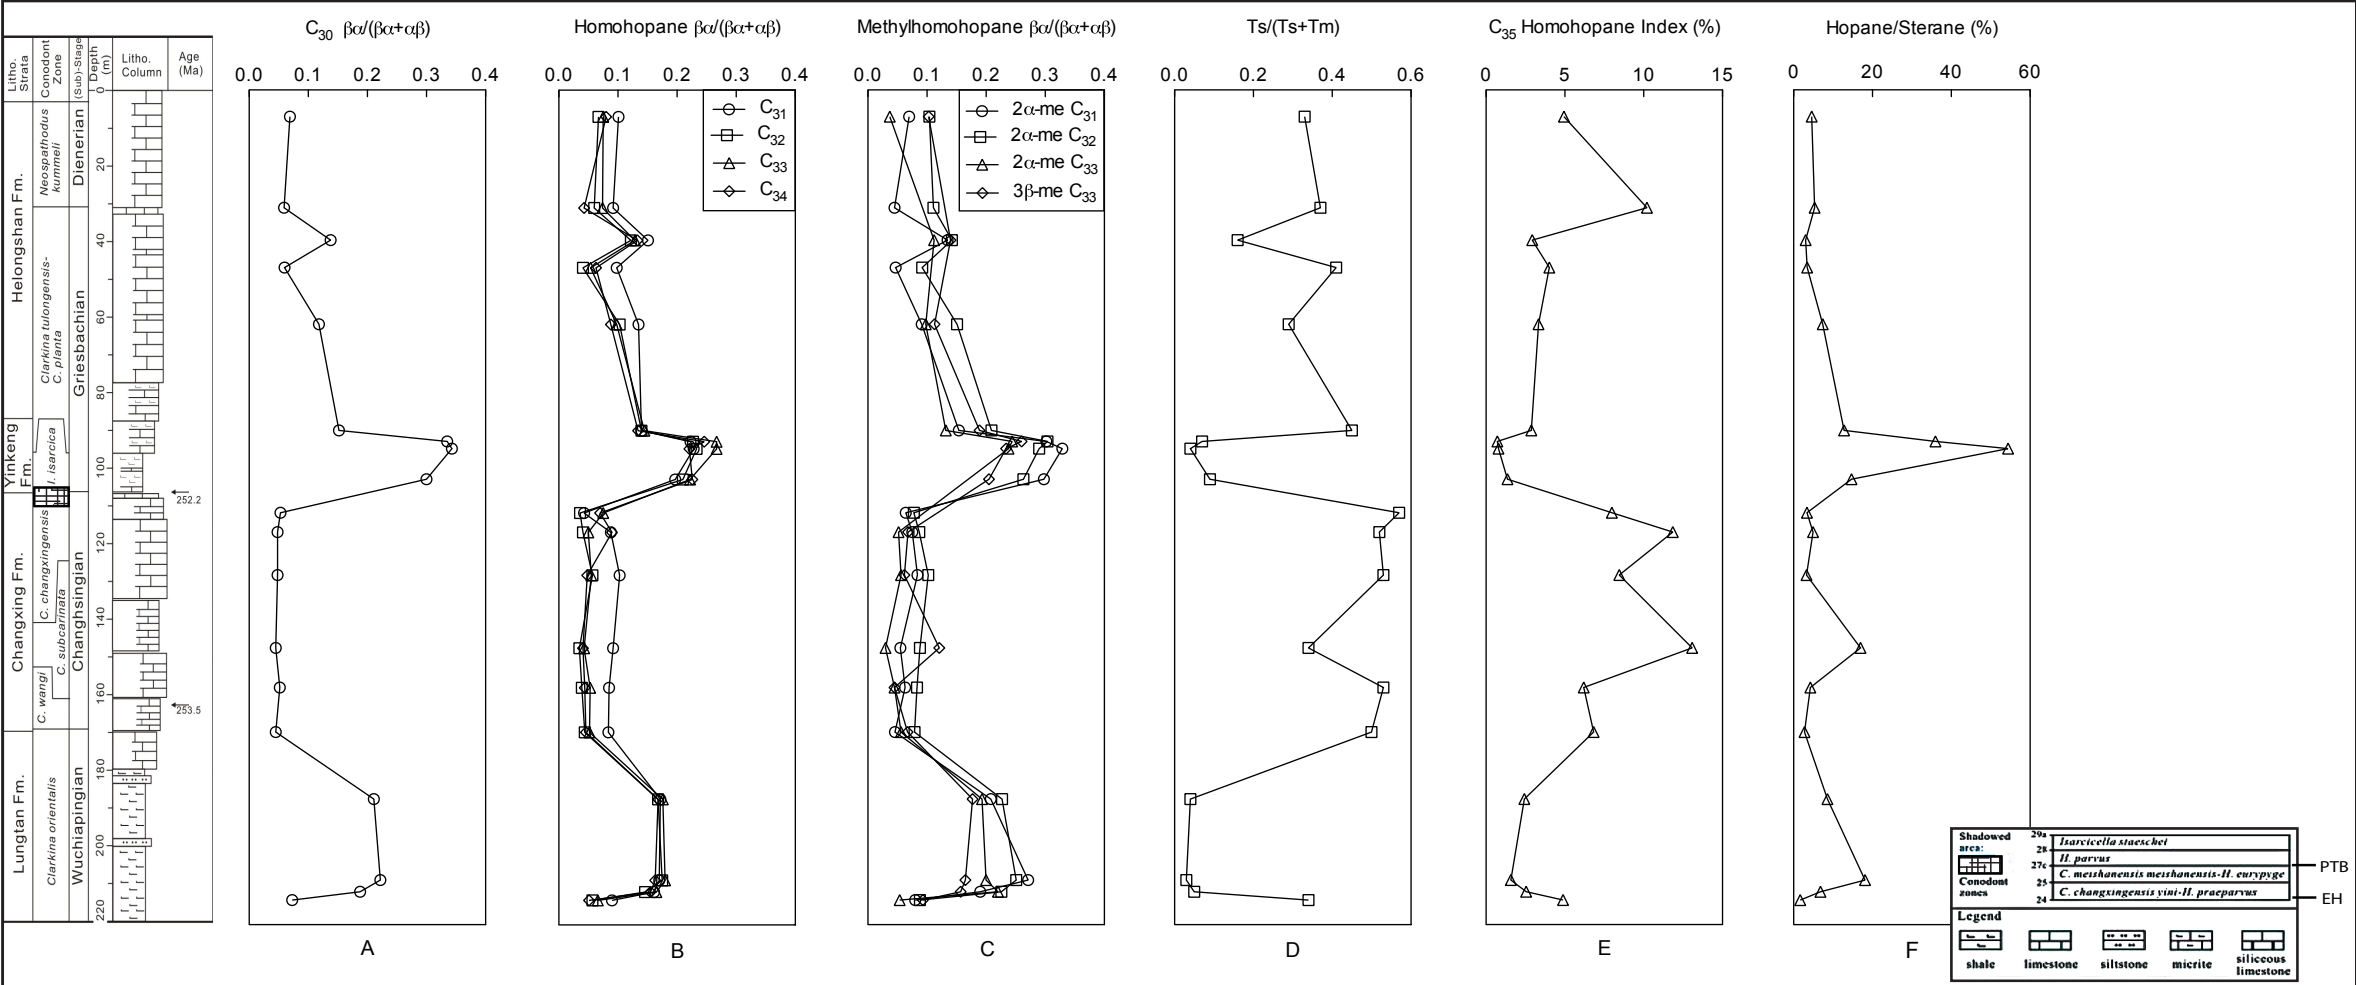 C30 βα/(βα+αβ)
Homohopane βα/(βα+αβ)
Methylhomohopane βα/(βα+αβ)
Ts/(Ts+Tm)
C35 Homohopane Index (%)
Hopane/Sterane (%)
Litho. Strata
Conodont Zone
(Sub)-Stage
Depth (m)
Litho. Column
Age (Ma)
0.0 0.1 0.2 0.3 0.4
0.0 0.1 0.2 0.3 0.4
0.0 0.1 0.2 0.3 0.4
0.0 0.2 0.4 0.6
0 5 10 15
0 20 40 60
C31
C32
C33
C34
2α-me C31
2α-me C32
2α-me C33
3β-me C33
Helongshan Fm.
Yinkeng Fm.
Changxing Fm.
Lungtan Fm.
Neospathodus kummeli
Clarkina tulongensis-
C. planta
I. isarcica
C. changxingensis
C. subcarinata
C. wangi
Clarkina orientalis
Dienerian
Griesbachian
Changhsingian
Wuchiapingian
0
20
40
60
80
100
120
140
160
180
200
220
252.2
253.5
A
B
C
D
E
F
Shadowed area:
Conodont zones
29a
28
27c
25
24
Isarcicella staeschei
H. parvus
C. meishanensis meishanensis-H. eurypyge
C. changxingensis yini-H. praeparvus
PTB
EH
Legend
shale
limestone
siltstone
micrite
siliceous limestone